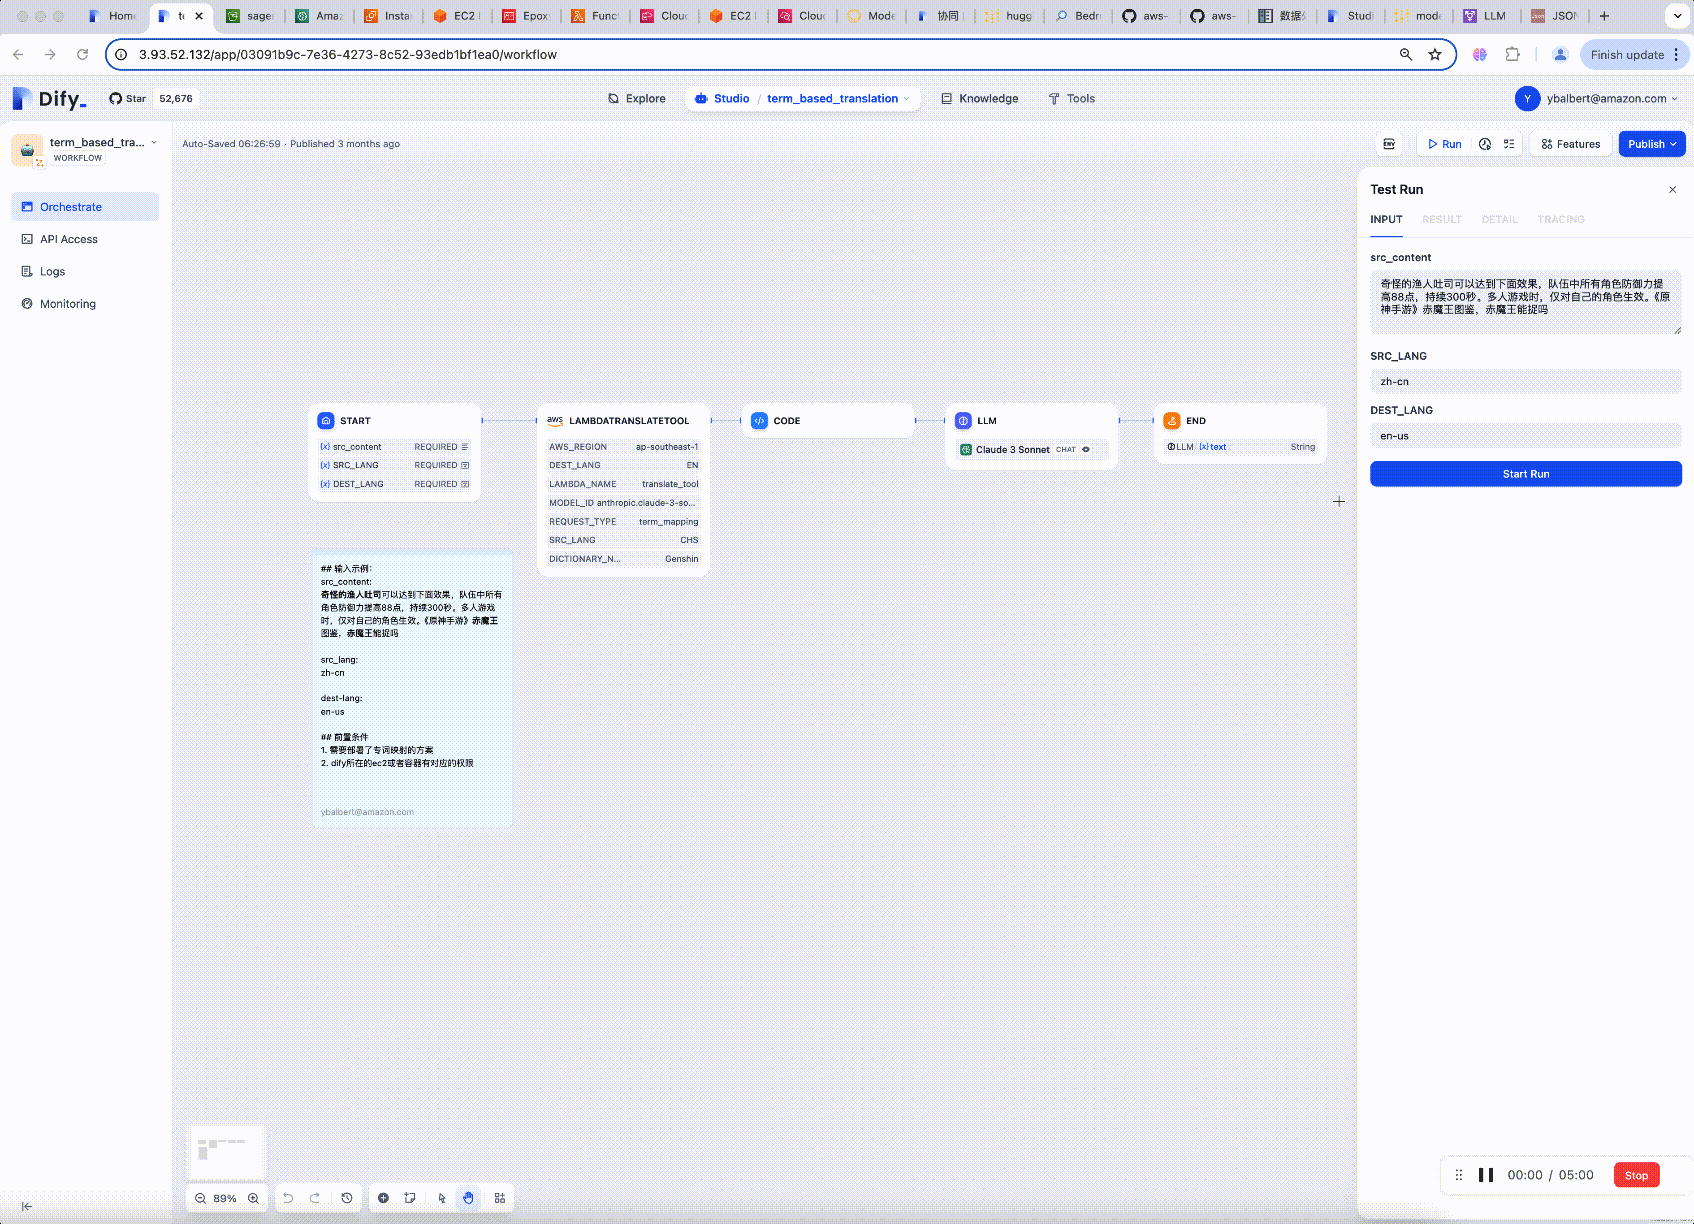 Home
te
sage
Amaz
Insta
EC2
Epox
Func
Clou
EC2
Clou
Mode
协同
hugg
Bedr
aws-
aws-
数据
Studi
mode
LLM
JSON
3.93.52.132/app/03091b9c-7e36-4273-8c52-93edb1bf1ea0/workflow
Finish update
Dify_
Star 52,676
Explore
Studio / term_based_translation
Knowledge
Tools
Y
ybalbert@amazon.com
term_based_tra...
WORKFLOW
Orchestrate
API Access
Logs
Monitoring
Auto-Saved 06:26:59 · Published 3 months ago
ENV
Run
Features
Publish
START
{x} src_content REQUIRED
{x} SRC_LANG REQUIRED
{x} DEST_LANG REQUIRED
aws LAMBDATRANSLATETOOL
AWS_REGION ap-southeast-1
DEST_LANG EN
LAMBDA_NAME translate_tool
MODEL_ID anthropic.claude-3-so...
REQUEST_TYPE term_mapping
SRC_LANG CHS
DICTIONARY_N... Genshin
CODE
LLM
Claude 3 Sonnet CHAT
END
LLM {x} text String
## 输入示例:
src_content:
奇怪的渔人吐司可以达到下面效果，队伍中所有
角色防御力提高88点，持续300秒。多人游戏
时，仅对自己的角色生效。《原神手游》赤魔王
图鉴，赤魔王能捉吗
src_lang:
zh-cn
dest-lang:
en-us
## 前置条件
1. 需要部署了专词映射的方案
2. dify所在的ec2或者容器有对应的权限
ybalbert@amazon.com
Test Run
INPUT RESULT DETAIL TRACING
src_content
奇怪的渔人吐司可以达到下面效果，队伍中所有角色防御力提
高88点，持续300秒。多人游戏时，仅对自己的角色生效。《原
神手游》赤魔王图鉴，赤魔王能捉吗
SRC_LANG
zh-cn
DEST_LANG
en-us
Start Run
89%
00:00 / 05:00
Stop